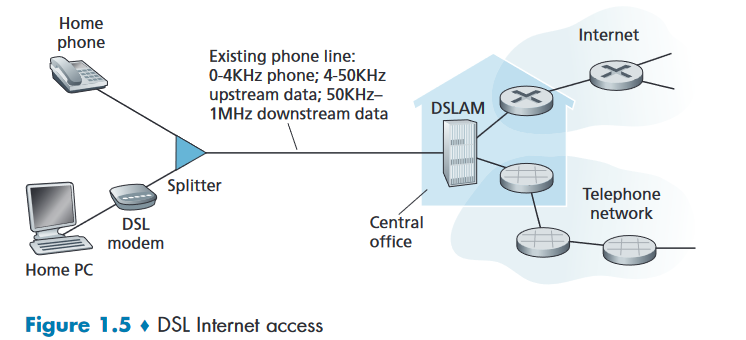 Home
phone
Existing phone line:
0-4KHz phone; 4-50KHz
upstream data; 50KHz–
1MHz downstream data
Internet
DSLAM
Splitter
DSL
modem
Home PC
Central
office
Telephone
network
Figure 1.5 ♦ DSL Internet access